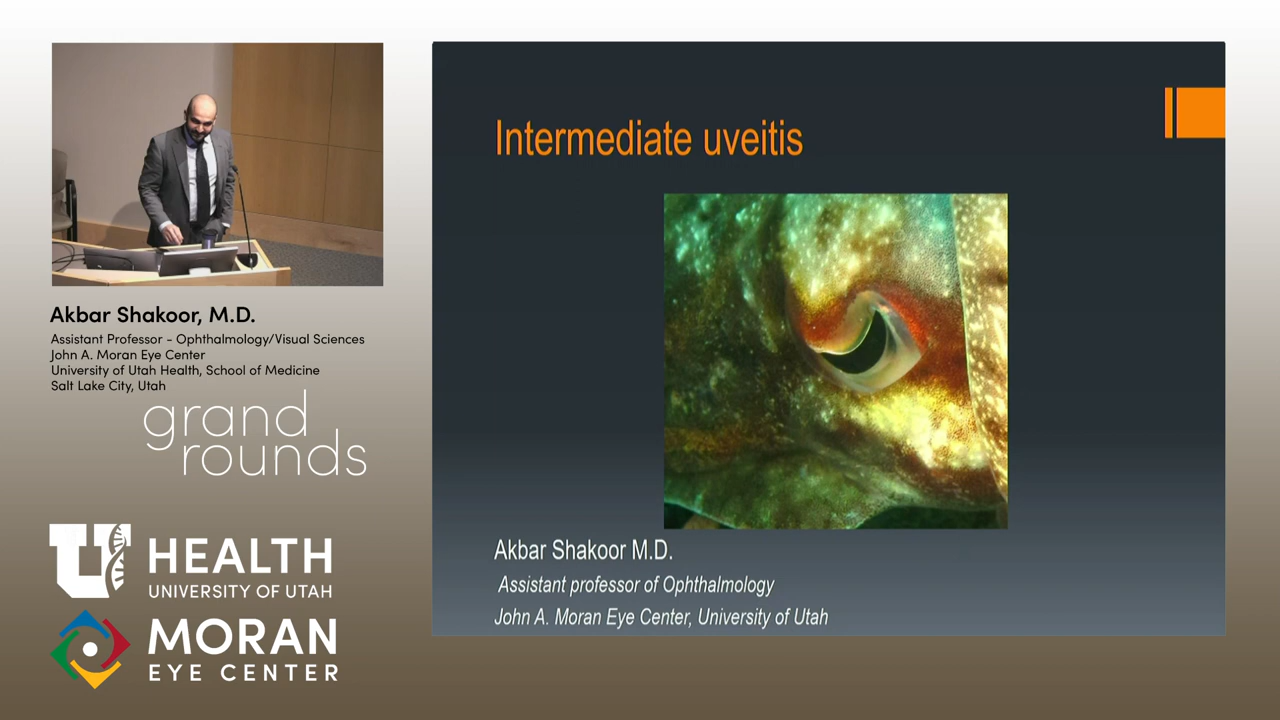 Akbar Shakoor, M.D.
Assistant Professor - Ophthalmology/Visual Sciences
John A. Moran Eye Center
University of Utah Health, School of Medicine
Salt Lake City, Utah
grand
rounds
U HEALTH
UNIVERSITY OF UTAH
MORAN
EYE CENTER
Intermediate uveitis
Akbar Shakoor M.D.
Assistant professor of Ophthalmology
John A. Moran Eye Center, University of Utah